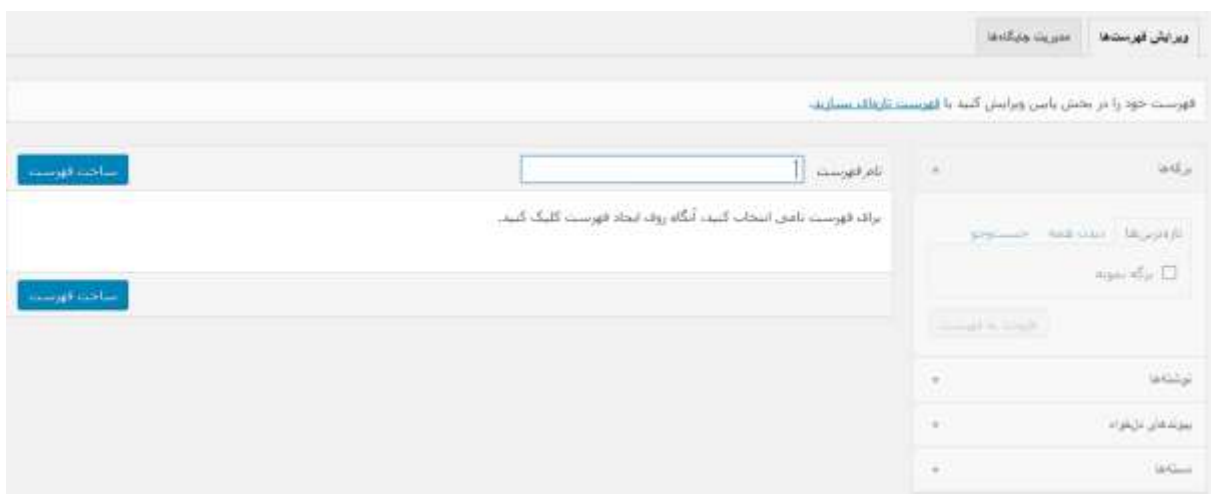 ویرایش فهرست‌ها
مدیریت جایگاه‌ها
فهرست خود را در بخش پایین ویرایش کنید یا فهرست تازه‌ای بسازید.
برگه‌ها
تازه‌ترین‌ها دیدن همه جست‌وجو
برگه نمونه
افزودن به فهرست
نوشته‌ها
پیوندهای دلخواه
دسته‌ها
نام فهرست
ساخت فهرست
برای فهرست نامی انتخاب کنید، آنگاه روی ایجاد فهرست کلیک کنید.
ساخت فهرست